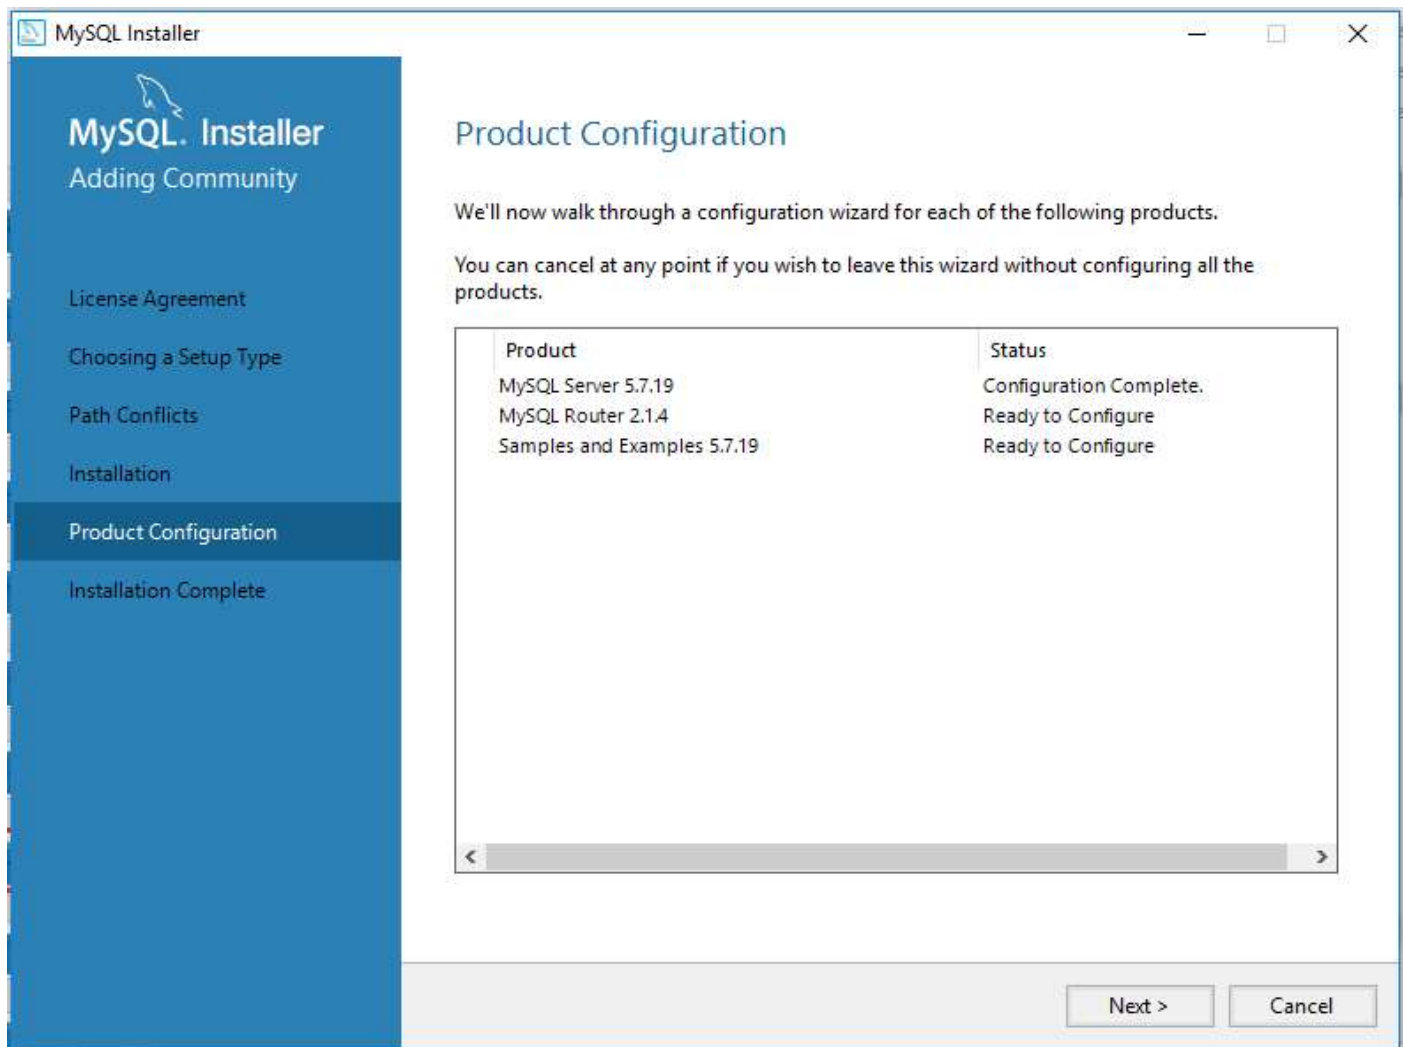 MySQL Installer
MySQL. Installer
Adding Community
License Agreement
Choosing a Setup Type
Path Conflicts
Installation
Product Configuration
Installation Complete
Product Configuration
We'll now walk through a configuration wizard for each of the following products.
You can cancel at any point if you wish to leave this wizard without configuring all the
products.
Product Status
MySQL Server 5.7.19 Configuration Complete.
MySQL Router 2.1.4 Ready to Configure
Samples and Examples 5.7.19 Ready to Configure
Next > Cancel